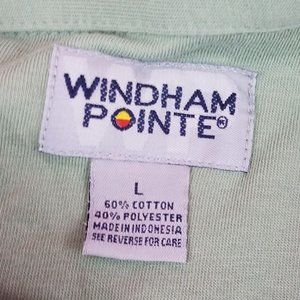 WINDHAM
POINTE®
L
60% COTTON
40% POLYESTER
MADE IN INDONESIA
SEE REVERSE FOR CARE